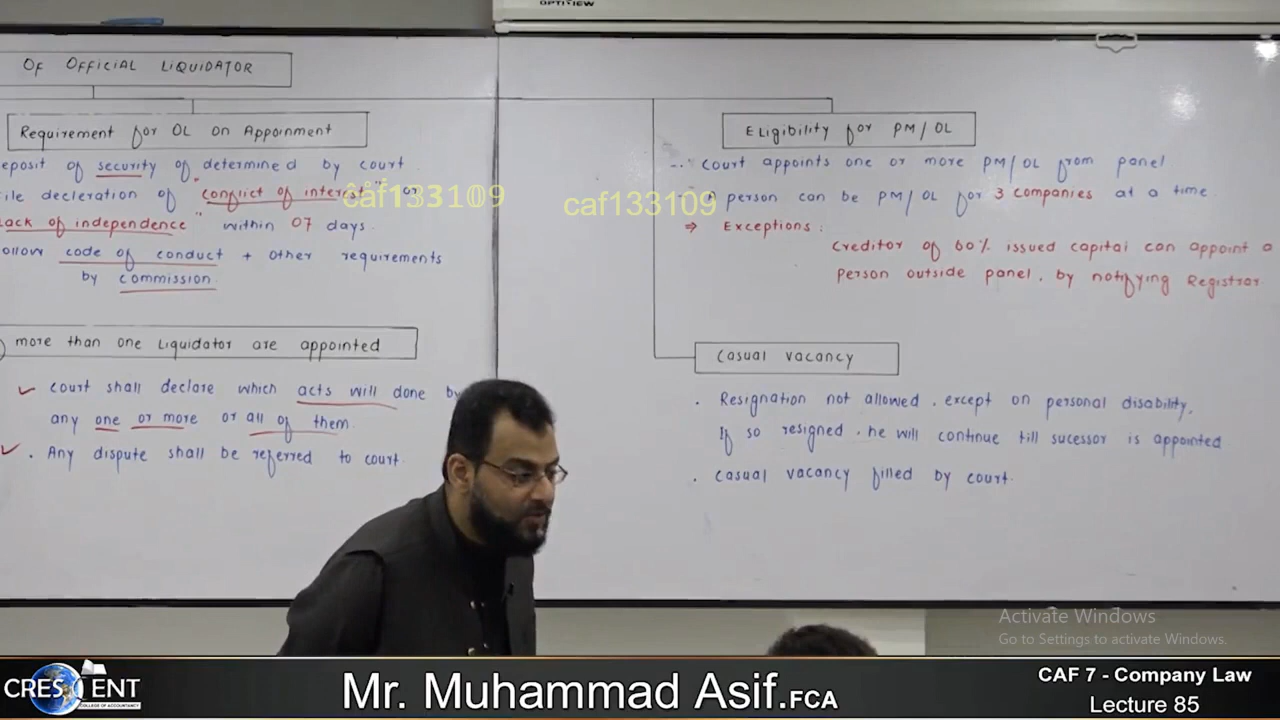 OPTIVIEW
OF OFFICIAL LIQUIDATOR
Requirement for OL on Appoinment
eposit of security of determined by court
ile decleration of "conflict of interest" or
lack of independence" within 07 days.
ollow code of conduct + other requirements
by commission.
more than one Liquidator are appointed
court shall declare which acts will done by
any one or more or all of them.
. Any dispute shall be referred to court.
Eligibility for PM/OL
court appoints one or more PM/OL from panel
person can be PM/OL for 3 companies at a time.
⇒ Exceptions:
creditor of 60% issued capital can appoint a
person outside panel. by notifying Registrar
casual vacancy
. Resignation not allowed. except on personal disability,
If so resigned. he will continue till sucessor is appointed
. casual vacancy filled by court.
caf133109
caf133109
Activate Windows
Go to Settings to activate Windows.
CRESCENT
COLLEGE OF ACCOUNTANCY
Mr. Muhammad Asif.FCA
CAF 7 - Company Law
Lecture 85